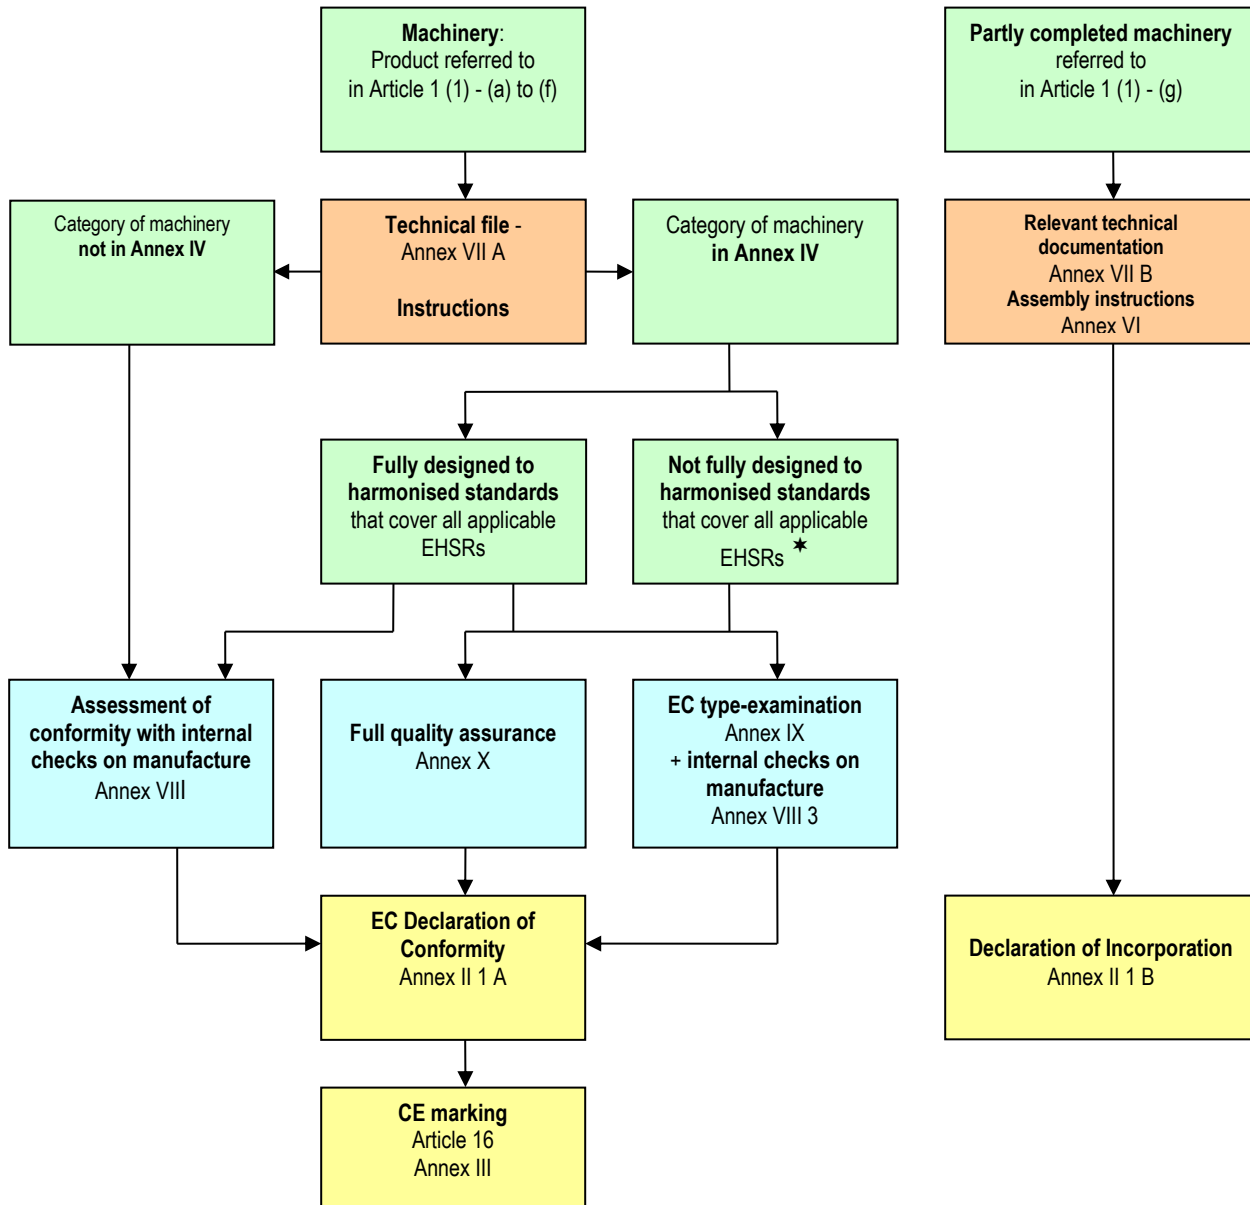 Machinery:
Product referred to
in Article 1 (1) - (a) to (f)
Partly completed machinery
referred to
in Article 1 (1) - (g)
Category of machinery
not in Annex IV
Technical file -
Annex VII A
Instructions
Category of machinery
in Annex IV
Relevant technical
documentation
Annex VII B
Assembly instructions
Annex VI
Fully designed to
harmonised standards
that cover all applicable
EHSRs
Not fully designed to
harmonised standards
that cover all applicable
EHSRs ✶
Assessment of
conformity with internal
checks on manufacture
Annex VIII
Full quality assurance
Annex X
EC type-examination
Annex IX
+ internal checks on
manufacture
Annex VIII 3
EC Declaration of
Conformity
Annex II 1 A
Declaration of Incorporation
Annex II 1 B
CE marking
Article 16
Annex III